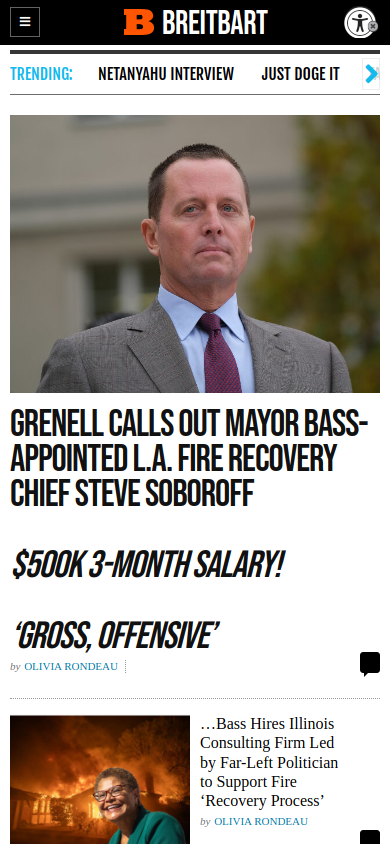 BREITBART
TRENDING:
NETANYAHU INTERVIEW
JUST DOGE IT
GRENELL CALLS OUT MAYOR BASS-
APPOINTED L.A. FIRE RECOVERY
CHIEF STEVE SOBOROFF
$500K 3-MONTH SALARY!
‘GROSS, OFFENSIVE’
by OLIVIA RONDEAU
…Bass Hires Illinois
Consulting Firm Led
by Far-Left Politician
to Support Fire
‘Recovery Process’
by OLIVIA RONDEAU